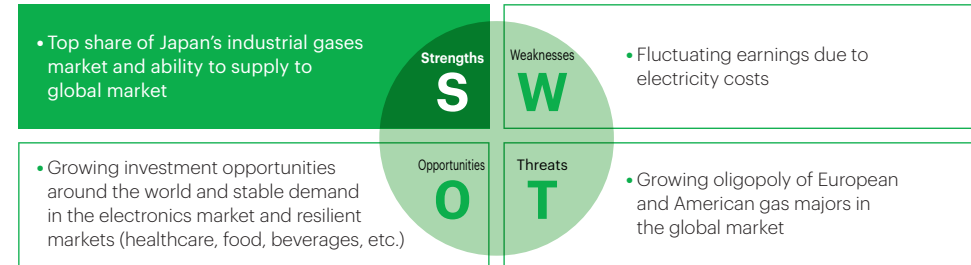 • Top share of Japan's industrial gases
market and ability to supply to
global market
Strengths
S
Weaknesses
W
• Fluctuating earnings due to
electricity costs
• Growing investment opportunities
around the world and stable demand
in the electronics market and resilient
markets (healthcare, food, beverages, etc.)
Opportunities
O
Threats
T
• Growing oligopoly of European
and American gas majors in
the global market